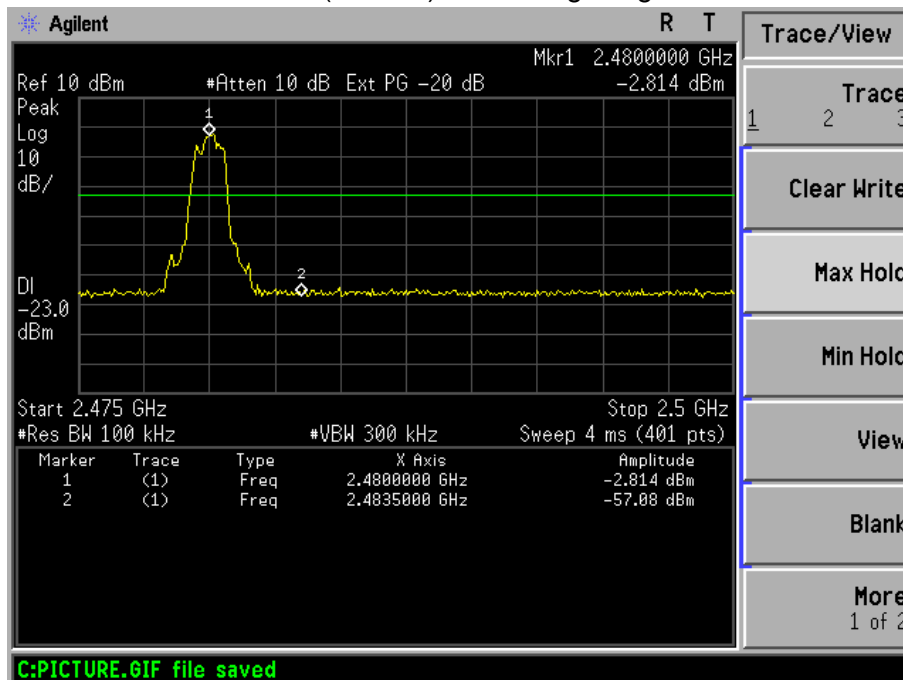 Agilent R T
Mkr1 2.4800000 GHz
Ref 10 dBm #Atten 10 dB Ext PG -20 dB -2.814 dBm
Peak
Log
10
dB/
1
2
DI
-23.0
dBm
Start 2.475 GHz Stop 2.5 GHz
#Res BW 100 kHz #VBW 300 kHz Sweep 4 ms (401 pts)
Marker Trace Type X Axis Amplitude
1 (1) Freq 2.4800000 GHz -2.814 dBm
2 (1) Freq 2.4835000 GHz -57.08 dBm
C:PICTURE.GIF file saved
Trace/View
Trace
1 2 3
Clear Write
Max Hold
Min Hold
View
Blank
More
1 of 2